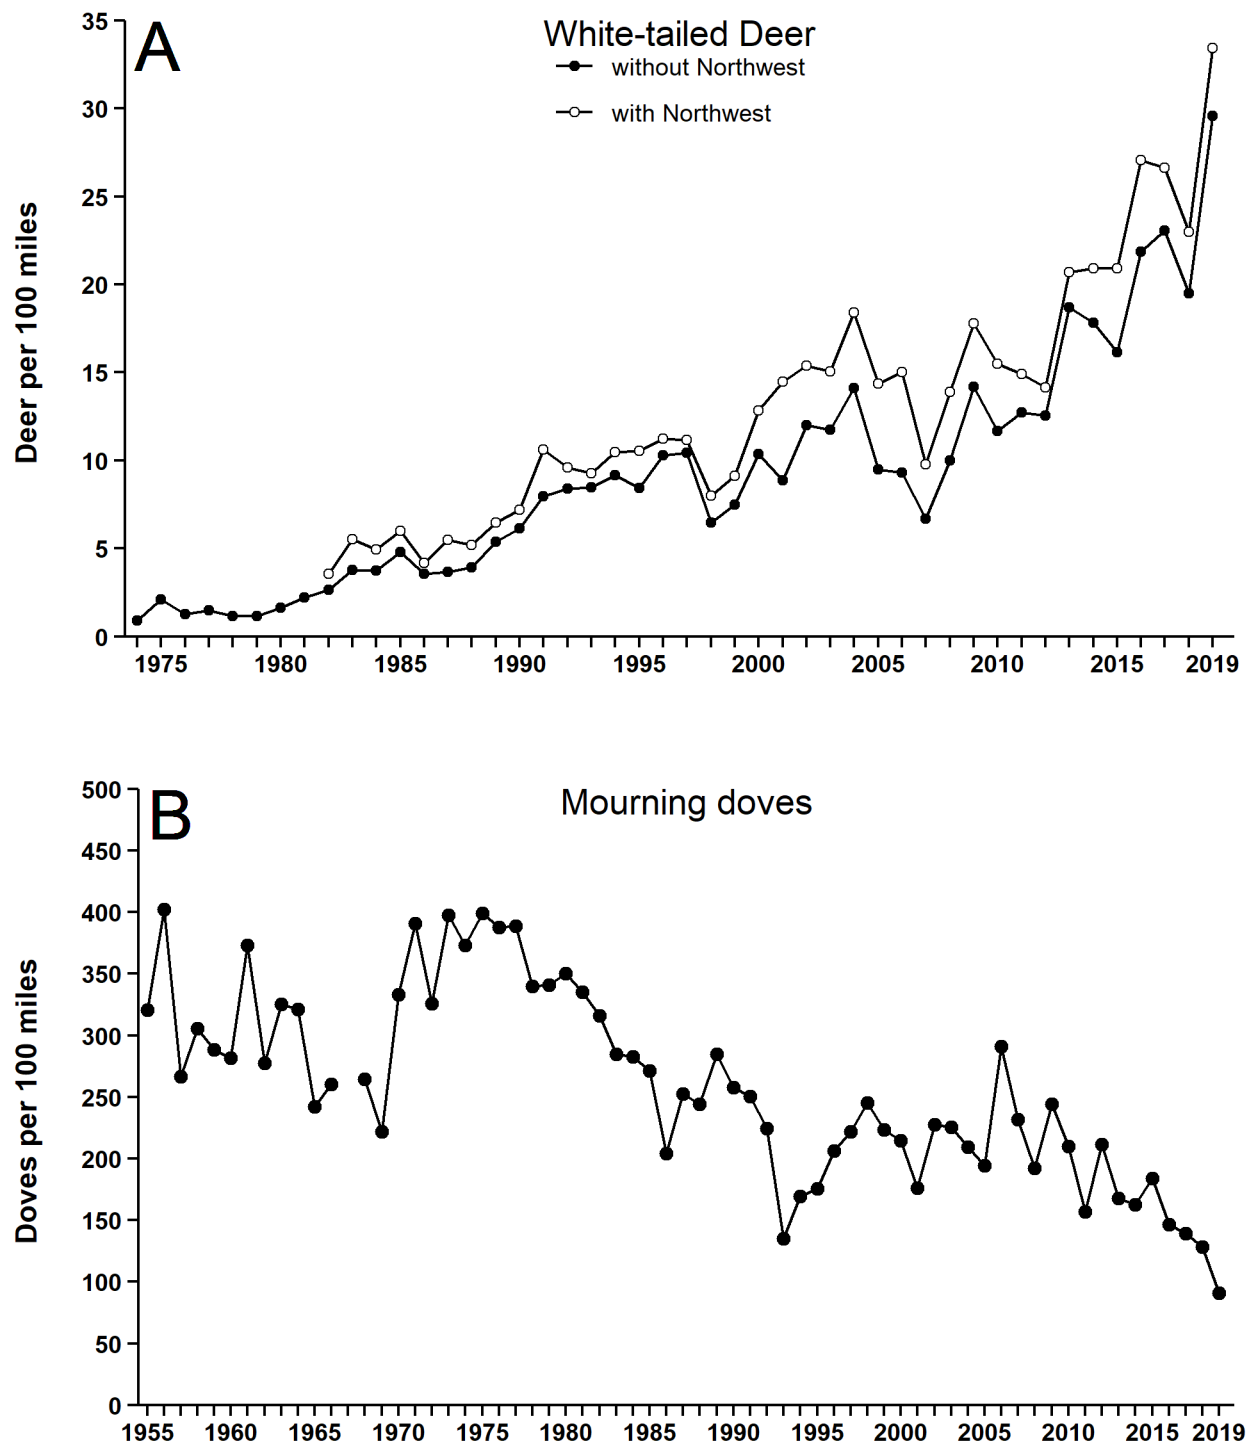 A
White-tailed Deer
without Northwest
with Northwest
Deer per 100 miles
35
30
25
20
15
10
5
0
1975 1980 1985 1990 1995 2000 2005 2010 2015 2019
B
Mourning doves
Doves per 100 miles
500
450
400
350
300
250
200
150
100
50
0
1955 1960 1965 1970 1975 1980 1985 1990 1995 2000 2005 2010 2015 2019